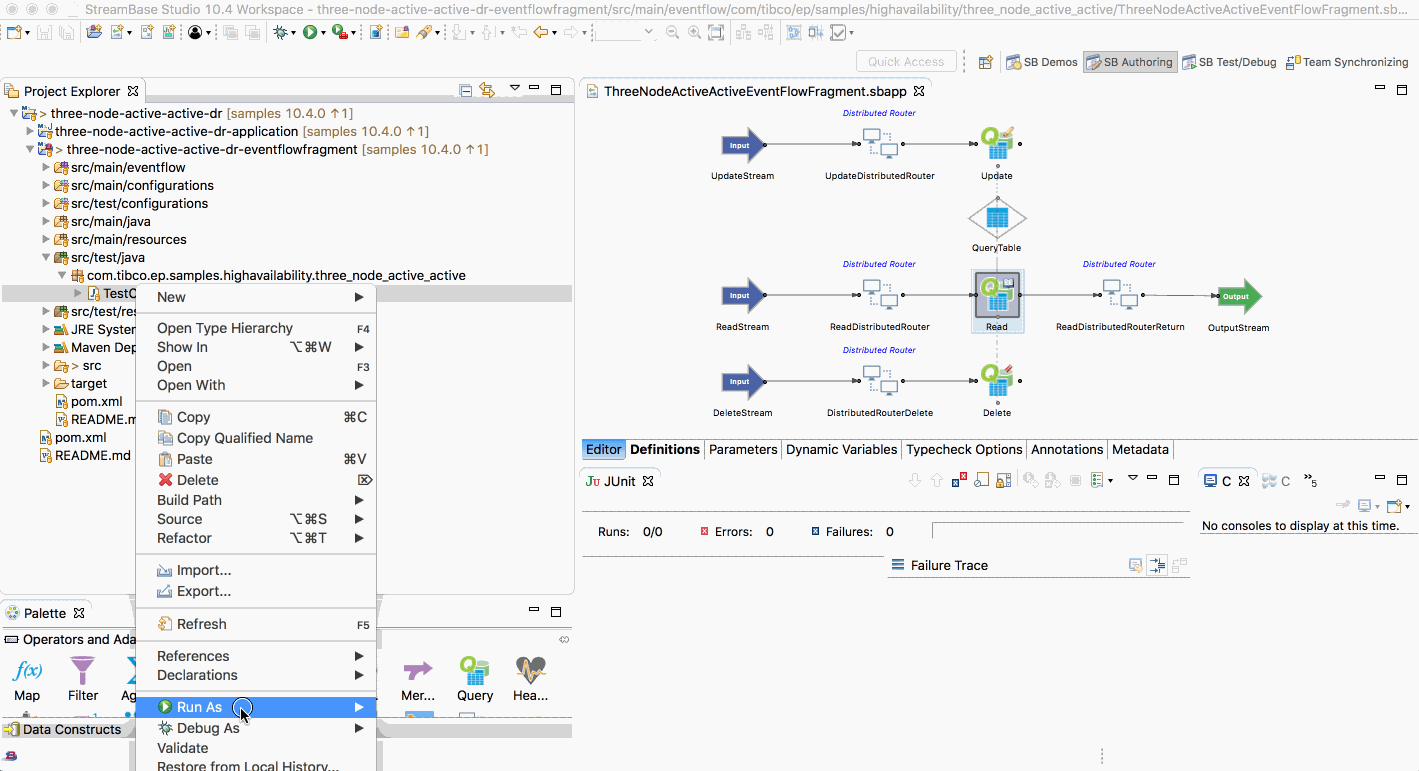 StreamBase Studio 10.4 Workspace - three-node-active-active-dr-eventflowfragment/src/main/eventflow/com/tibco/ep/samples/highavailability/three_node_active_active/ThreeNodeActiveActiveEventFlowFragment.sb...
Quick Access
SB Demos
SB Authoring
SB Test/Debug
Team Synchronizing
Project Explorer
> three-node-active-active-dr [samples 10.4.0 ↑1]
three-node-active-active-dr-application [samples 10.4.0 ↑1]
> three-node-active-active-dr-eventflowfragment [samples 10.4.0 ↑1]
src/main/eventflow
src/main/configurations
src/test/configurations
src/main/java
src/main/resources
src/test/java
com.tibco.ep.samples.highavailability.three_node_active_active
src/test/res
JRE System
Maven Dep
> src
target
pom.xml
README.m
pom.xml
README.md
New
Open Type Hierarchy F4
Show In ⌥⌘W
Open F3
Open With
Copy ⌘C
Copy Qualified Name
Paste ⌘V
Delete ⌦
Build Path
Source ⌥⌘S
Refactor ⌥⌘T
Import...
Export...
Refresh F5
References
Declarations
Run As
Debug As
Validate
Restore from Local History...
Palette
Operators and Ada
f(x)
Map
Filter
Ag
Mer...
Query
Hea...
Data Constructs
ThreeNodeActiveActiveEventFlowFragment.sbapp
Distributed Router
Input
UpdateStream
UpdateDistributedRouter
Update
QueryTable
Distributed Router
Distributed Router
Input
Output
ReadStream
ReadDistributedRouter
Read
ReadDistributedRouterReturn
OutputStream
Distributed Router
Input
DeleteStream
DistributedRouterDelete
Delete
Editor
Definitions
Parameters
Dynamic Variables
Typecheck Options
Annotations
Metadata
JUnit
Runs: 0/0
Errors: 0
Failures: 0
Failure Trace
C
C
»5
No consoles to display at this time.